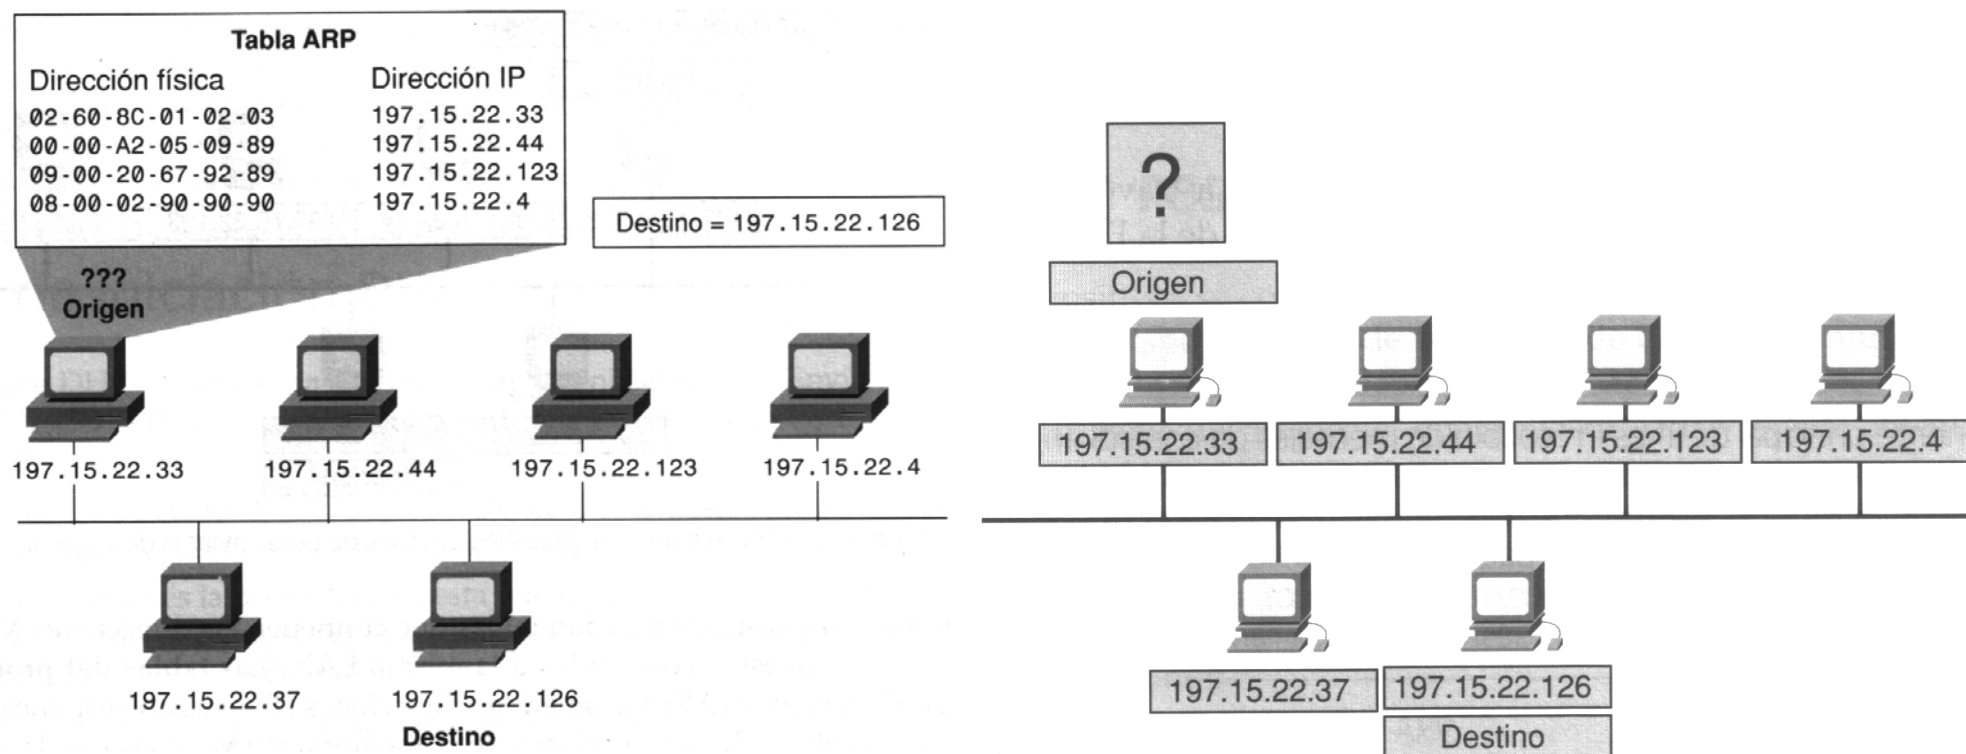 Tabla ARP
Dirección física Dirección IP
02-60-8C-01-02-03 197.15.22.33
00-00-A2-05-09-89 197.15.22.44
09-00-20-67-92-89 197.15.22.123
08-00-02-90-90-90 197.15.22.4
Destino = 197.15.22.126
???
Origen
197.15.22.33 197.15.22.44 197.15.22.123 197.15.22.4
197.15.22.37 197.15.22.126
Destino
?
Origen
197.15.22.33 197.15.22.44 197.15.22.123 197.15.22.4
197.15.22.37 197.15.22.126
Destino